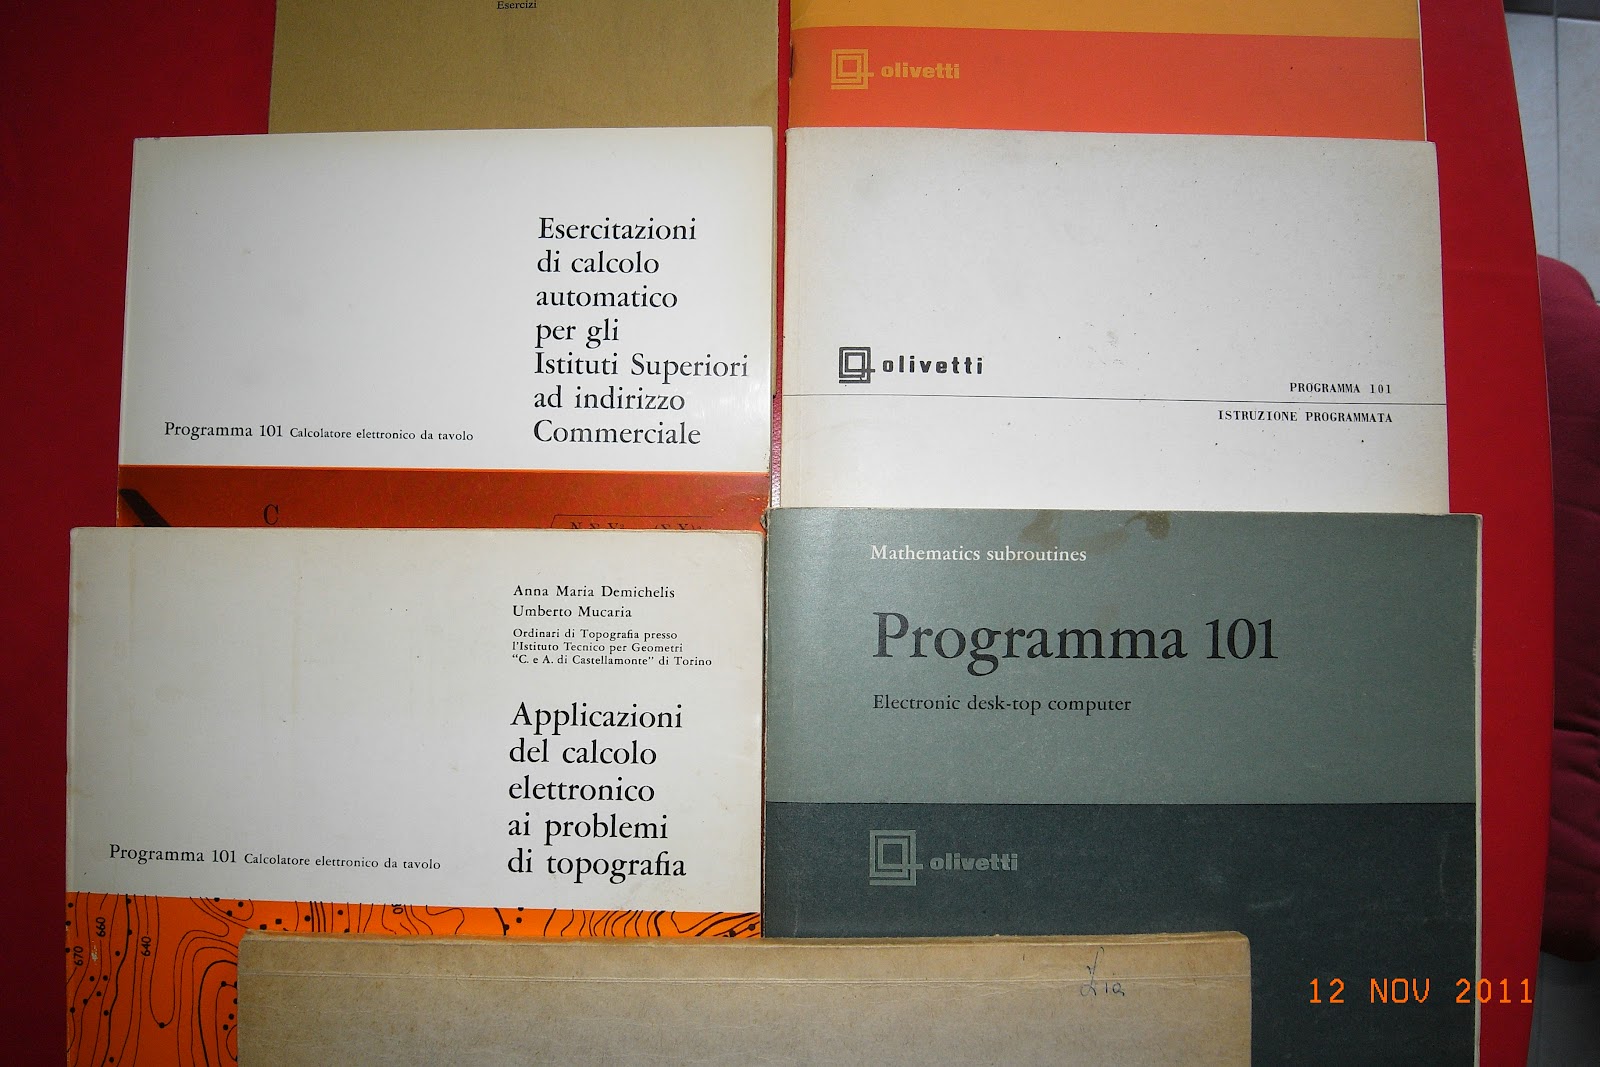 Esercizi
olivetti
Esercitazioni
di calcolo
automatico
per gli
Istituti Superiori
ad indirizzo
Commerciale
Programma 101 Calcolatore elettronico da tavolo
C
olivetti
PROGRAMMA 101
ISTRUZIONE PROGRAMMATA
Anna Maria Demichelis
Umberto Mucaria
Ordinari di Topografia presso
l'Istituto Tecnico per Geometri
"C. e A. di Castellamonte" di Torino
Applicazioni
del calcolo
elettronico
ai problemi
di topografia
Programma 101 Calcolatore elettronico da tavolo
670
660
640
Mathematics subroutines
Programma 101
Electronic desk-top computer
olivetti
Lia
12 NOV 2011